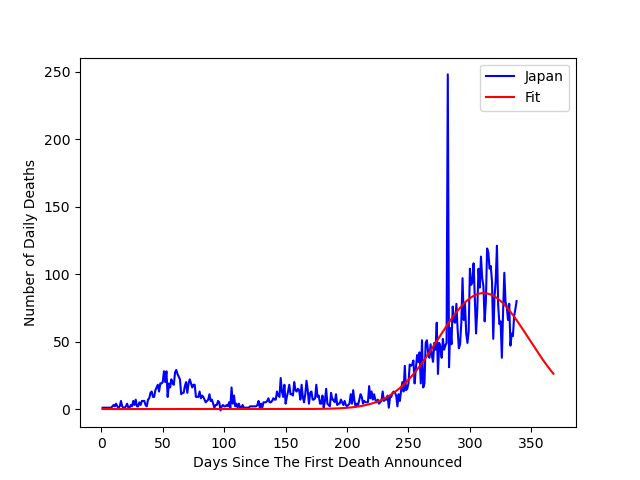 Japan
Fit
250
200
150
100
50
0
Number of Daily Deaths
0 50 100 150 200 250 300 350
Days Since The First Death Announced